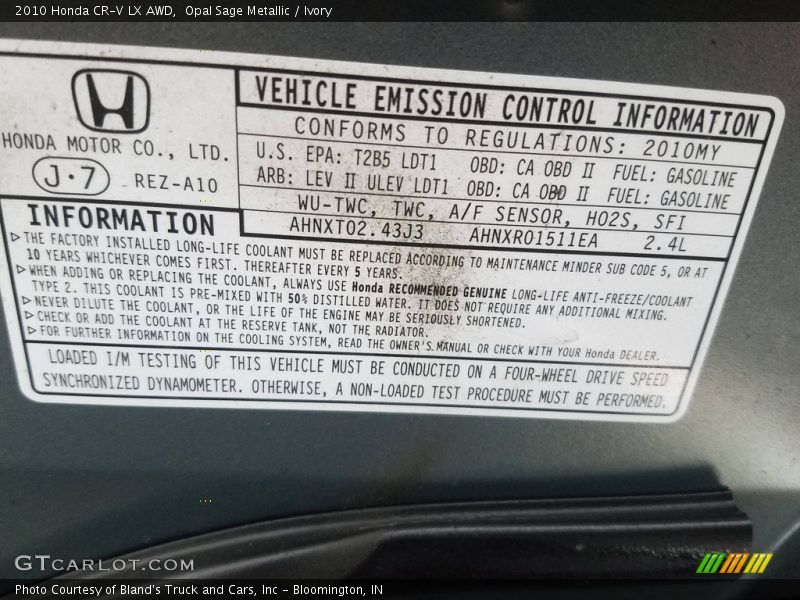 2010 Honda CR-V LX AWD,  Opal Sage Metallic / Ivory
HONDA MOTOR CO., LTD.
J·7 REZ-A10
VEHICLE EMISSION CONTROL INFORMATION
CONFORMS TO REGULATIONS: 2010MY
U.S. EPA: T2B5 LDT1 OBD: CA OBD II FUEL: GASOLINE
ARB: LEV II ULEV LDT1 OBD: CA OBD II FUEL: GASOLINE
WU-TWC, TWC, A/F SENSOR, HO2S, SFI
AHNXT02.43J3 AHNXR01511EA 2.4L
INFORMATION
▷THE FACTORY INSTALLED LONG-LIFE COOLANT MUST BE REPLACED ACCORDING TO MAINTENANCE MINDER SUB CODE 5, OR AT
10 YEARS WHICHEVER COMES FIRST. THEREAFTER EVERY 5 YEARS.
▷WHEN ADDING OR REPLACING THE COOLANT, ALWAYS USE Honda RECOMMENDED GENUINE LONG-LIFE ANTI-FREEZE/COOLANT
TYPE 2. THIS COOLANT IS PRE-MIXED WITH 50% DISTILLED WATER. IT DOES NOT REQUIRE ANY ADDITIONAL MIXING.
▷NEVER DILUTE THE COOLANT, OR THE LIFE OF THE ENGINE MAY BE SERIOUSLY SHORTENED.
▷CHECK OR ADD THE COOLANT AT THE RESERVE TANK, NOT THE RADIATOR.
▷FOR FURTHER INFORMATION ON THE COOLING SYSTEM, READ THE OWNER'S MANUAL OR CHECK WITH YOUR Honda DEALER.
LOADED I/M TESTING OF THIS VEHICLE MUST BE CONDUCTED ON A FOUR-WHEEL DRIVE SPEED
SYNCHRONIZED DYNAMOMETER. OTHERWISE, A NON-LOADED TEST PROCEDURE MUST BE PERFORMED.
GTCARLOT.COM
Photo Courtesy of Bland's Truck and Cars, Inc – Bloomington, IN